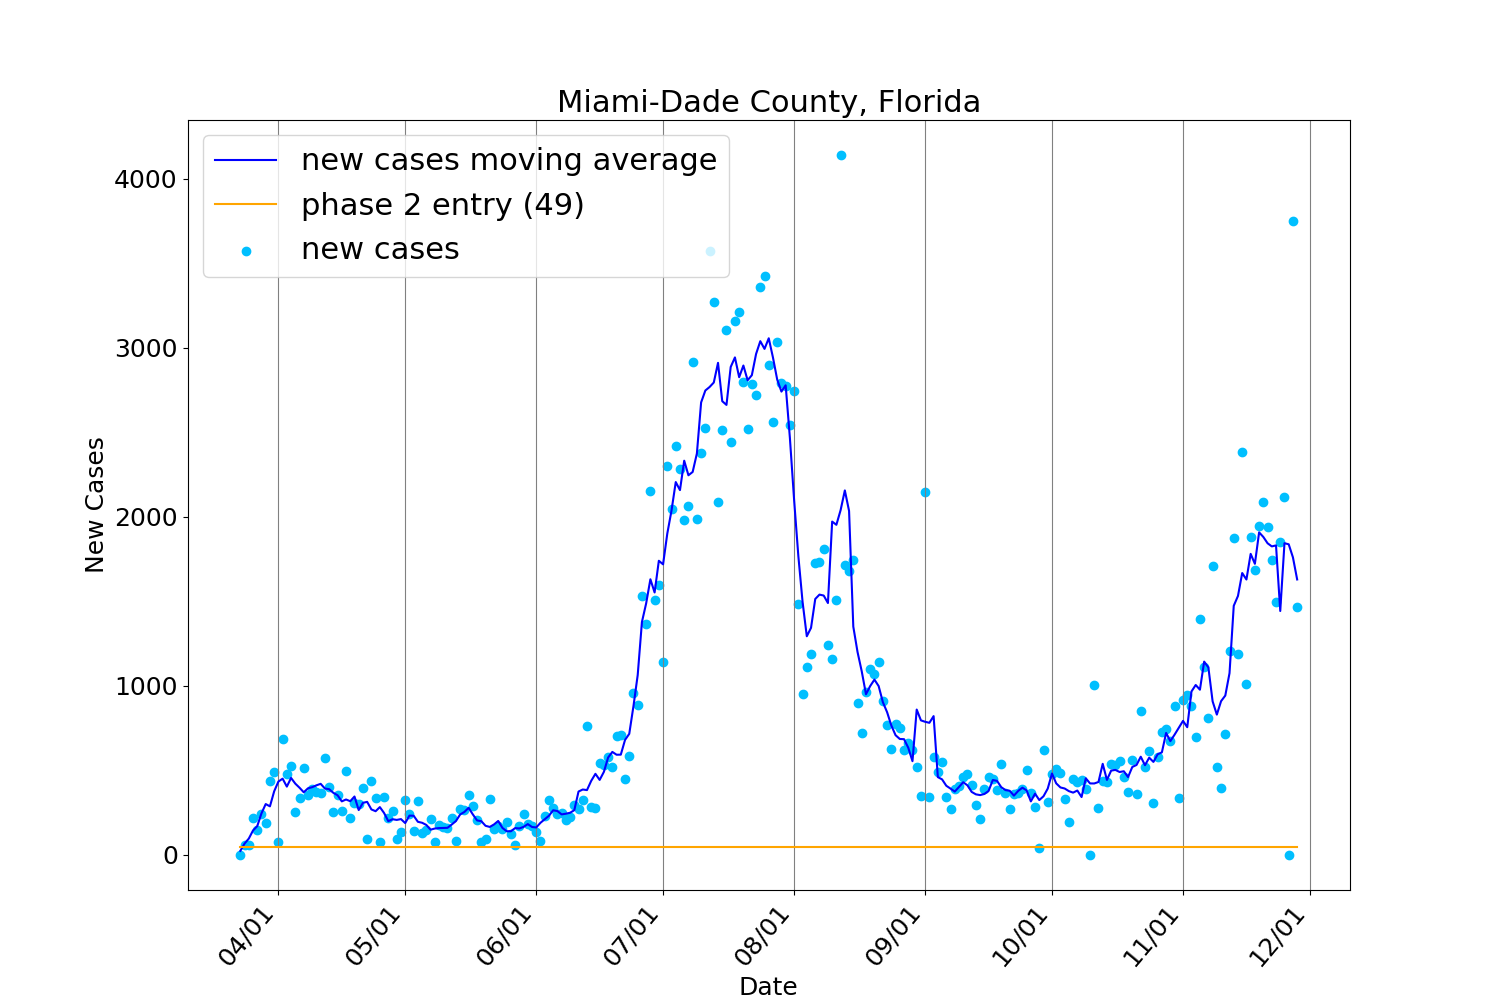 Miami-Dade County, Florida
new cases moving average
phase 2 entry (49)
new cases
4000
3000
2000
1000
0
New Cases
04/01
05/01
06/01
07/01
08/01
09/01
10/01
11/01
12/01
Date